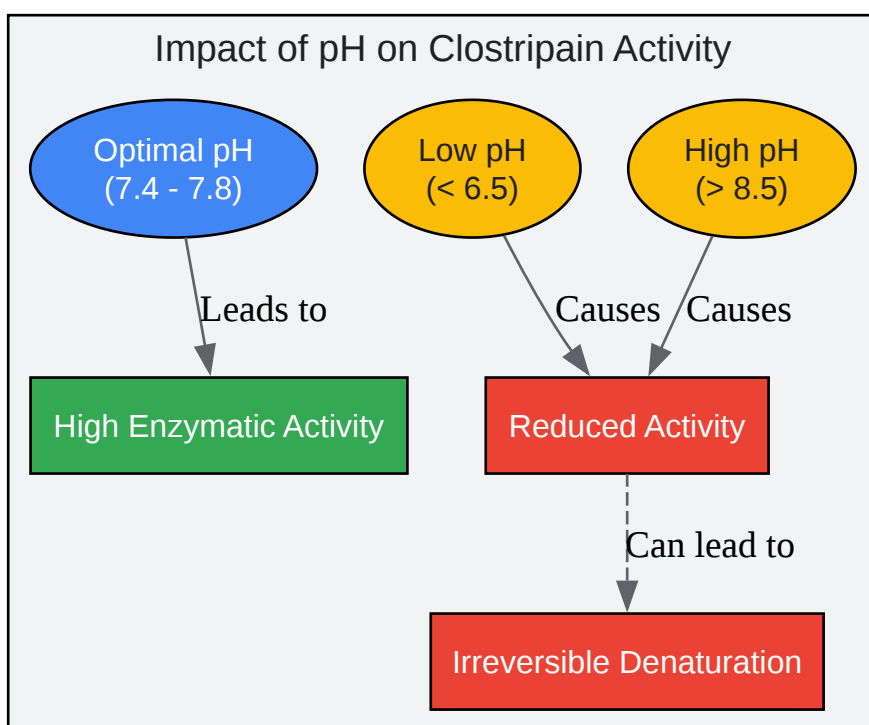 Impact of pH on Clostripain Activity
Optimal pH
(7.4 - 7.8)
Low pH
(< 6.5)
High pH
(> 8.5)
Leads to
Causes
Causes
High Enzymatic Activity
Reduced Activity
Can lead to
Irreversible Denaturation